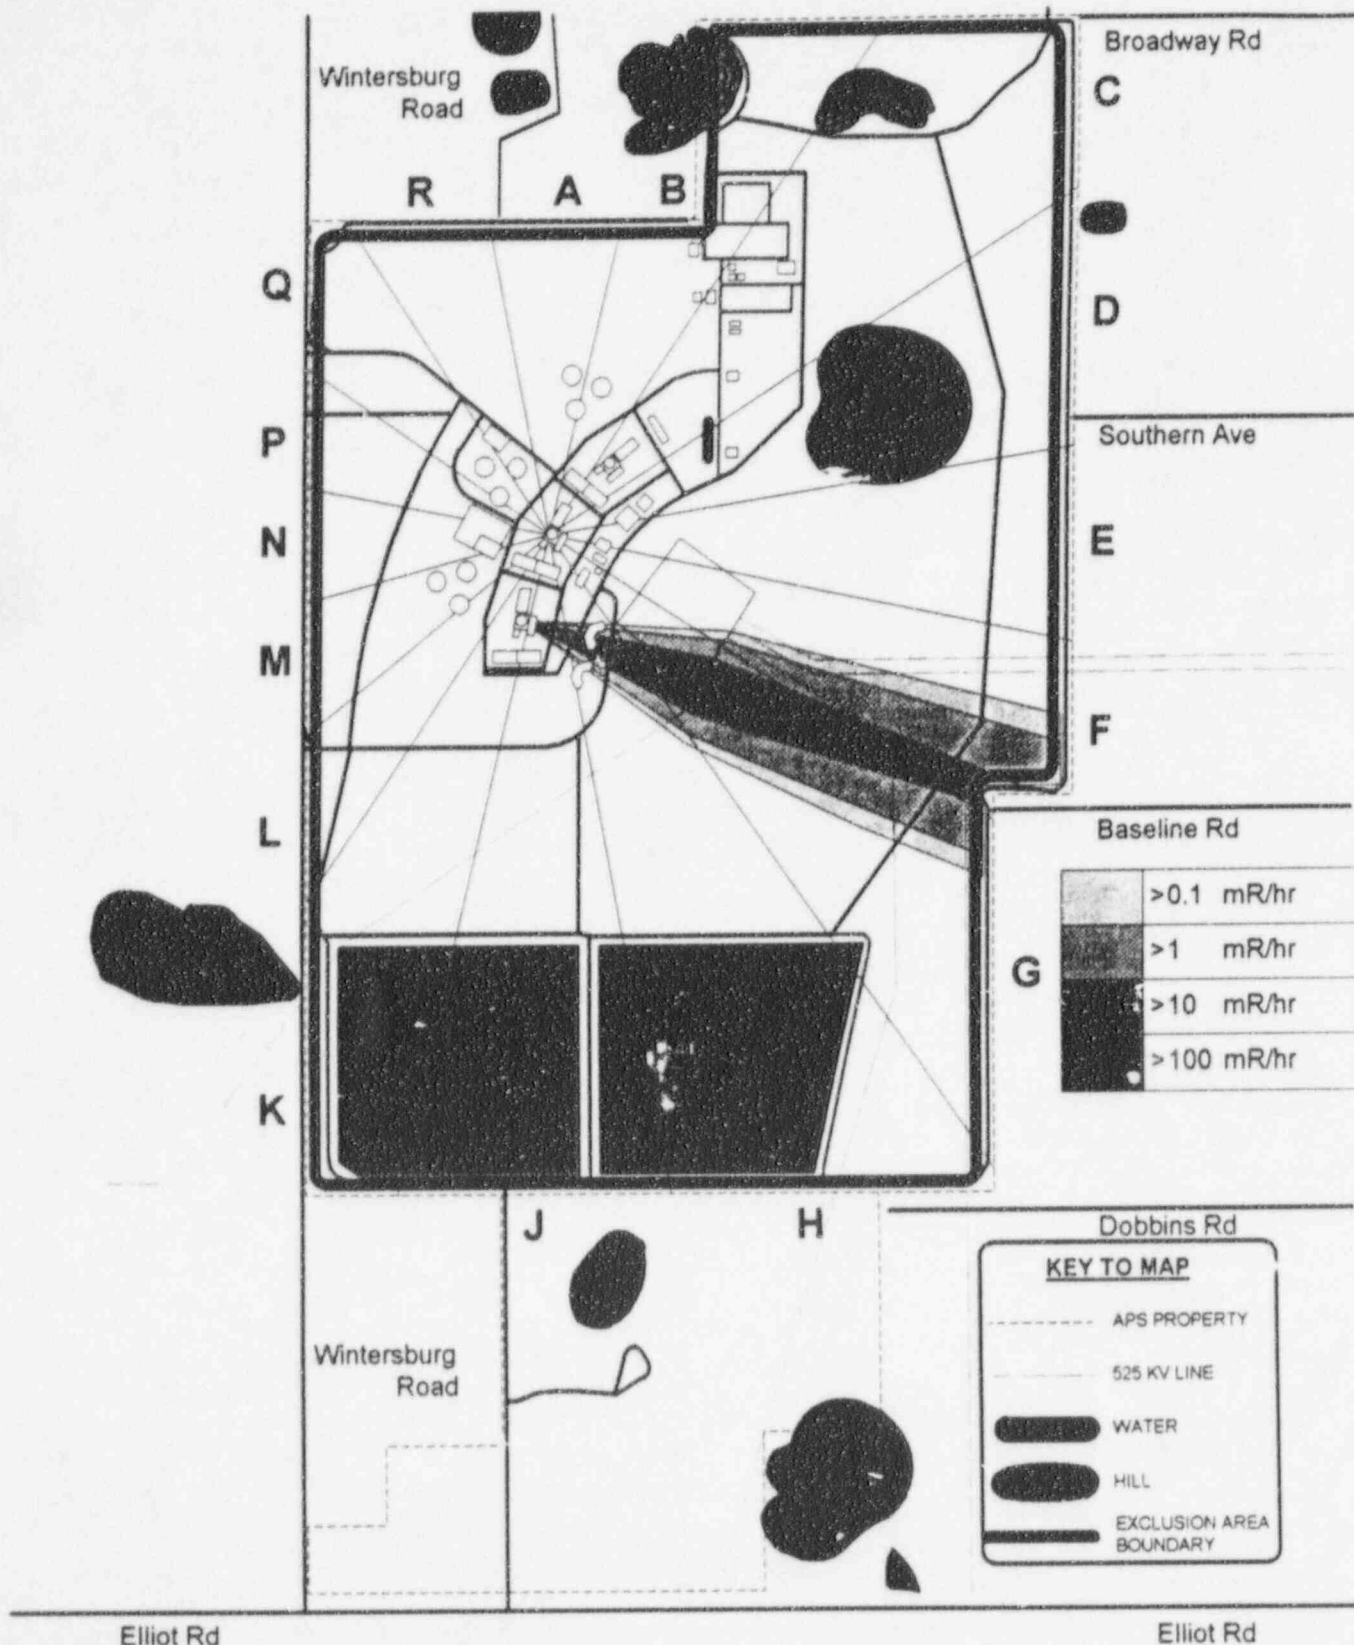 Broadway Rd
Wintersburg
Road
C
R
A
B
Q
D
P
Southern Ave
N
E
M
F
L
Baseline Rd
>0.1 mR/hr
>1 mR/hr
G
>10 mR/hr
>100 mR/hr
K
J
H
Dobbins Rd
KEY TO MAP
APS PROPERTY
525 KV LINE
WATER
HILL
EXCLUSION AREA
BOUNDARY
Wintersburg
Road
Elliot Rd
Elliot Rd